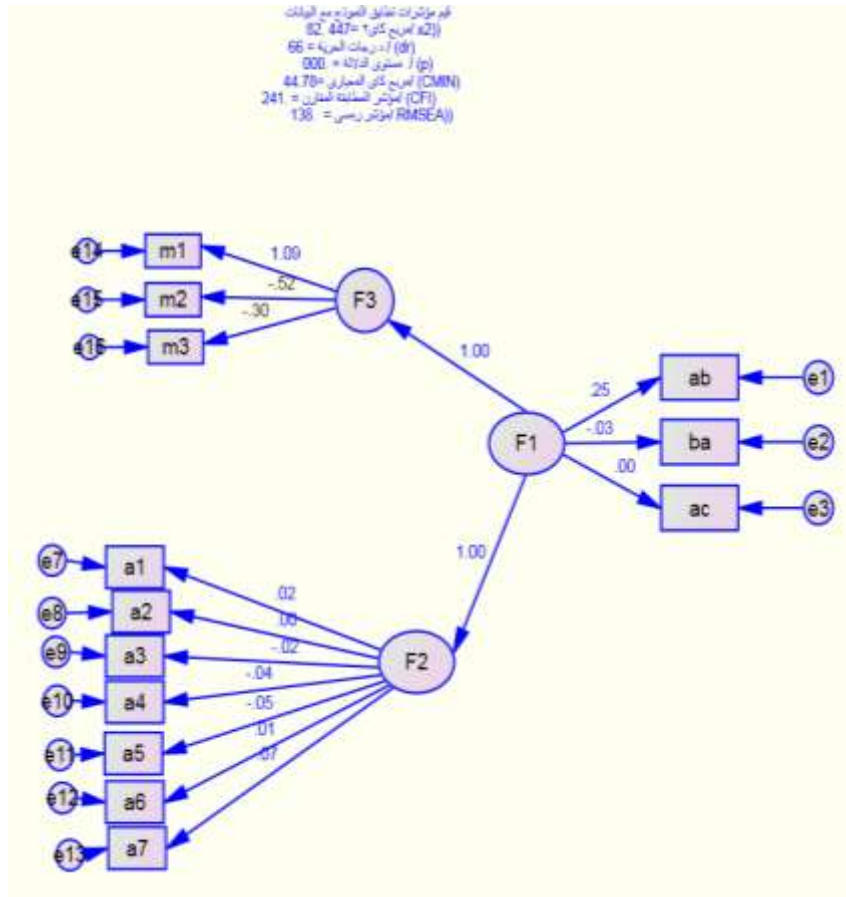 قيم مؤشرات تطابق النموذج مع البيانات
((x2 /مربع كاي؟ =447 ,82
(dr) / د رجات الحرية = 66
(p) / مستوى الدلالة = ,000
(CMIN) /مربع كاي المعياري =44.78
(CFI) /مؤشر المطابقة المقارن = ,241
((RMSEA /مؤشر رمسي = ,138
e14 m1 1.09
e15 m2 -.52 F3
e16 m3 -.30
1.00
ab e1
.25
F1 -.03 ba e2
.00
ac e3
1.00
e7 a1 .02
e8 a2 .00
e9 a3 -.02 F2
e10 a4 -.04
e11 a5 -.05
e12 a6 .01
e13 a7 .07